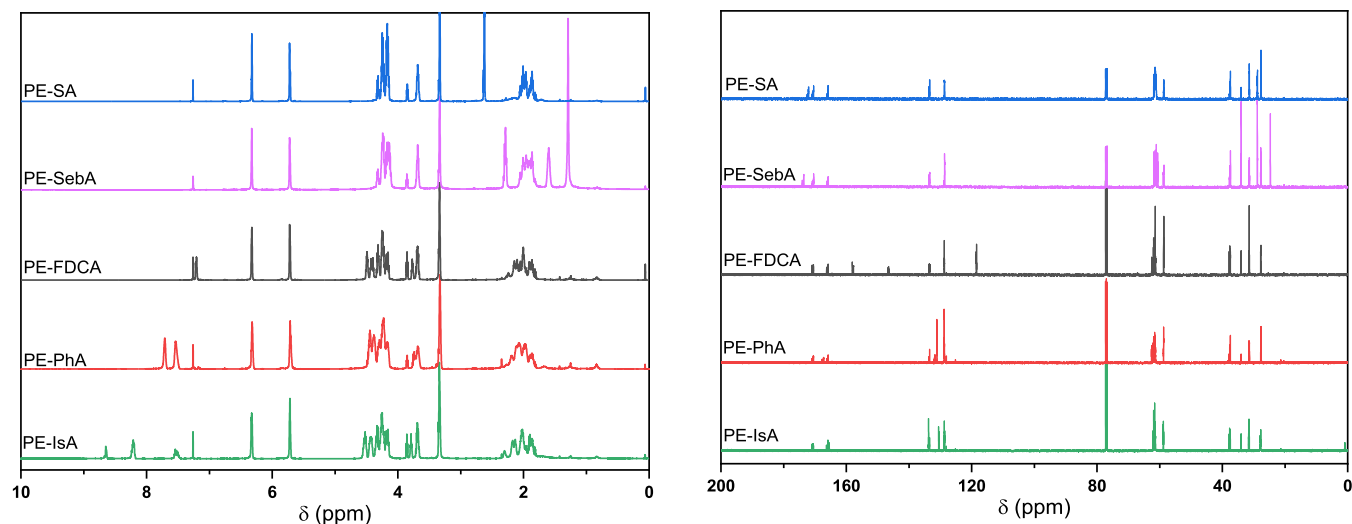 PE-SA
PE-SebA
PE-FDCA
PE-PhA
PE-IsA
10 8 6 4 2 0
δ (ppm)
PE-SA
PE-SebA
PE-FDCA
PE-PhA
PE-IsA
200 160 120 80 40 0
δ (ppm)